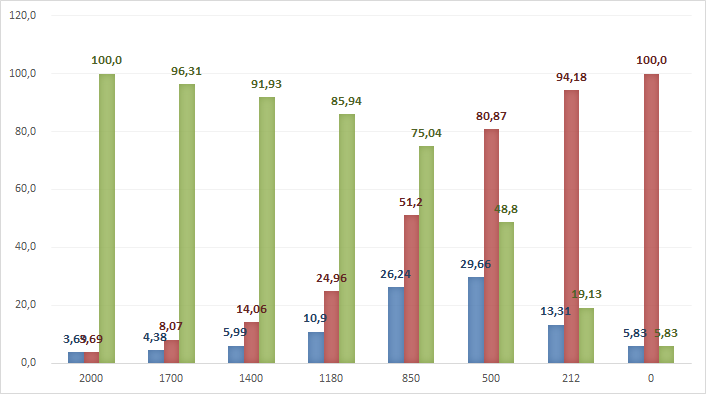 120,0
100,0
80,0
60,0
40,0
20,0
0,0
3,69 3,69 100,0
4,38 8,07 96,31
5,99 14,06 91,93
10,9 24,96 85,94
26,24 51,2 75,04
29,66 80,87 48,8
13,31 94,18 19,13
5,83 100,0 5,83
2000 1700 1400 1180 850 500 212 0